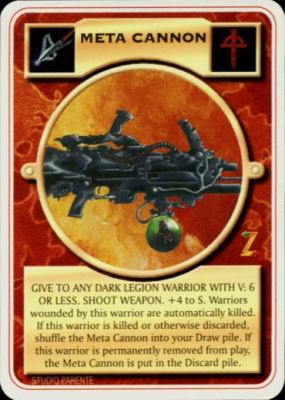 META CANNON
Z
GIVE TO ANY DARK LEGION WARRIOR WITH V: 6
OR LESS. SHOOT WEAPON. +4 to S. Warriors
wounded by this warrior are automatically killed.
If this warrior is killed or otherwise discarded,
shuffle the Meta Cannon into your Draw pile. If
this warrior is permanently removed from play,
the Meta Cannon is put in the Discard pile.
STUDIO PARENTE